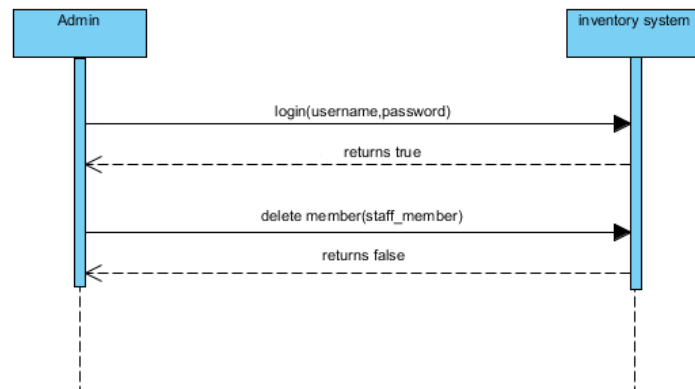 Admin
inventory system
login(username,password)
returns true
delete member(staff_member)
returns false